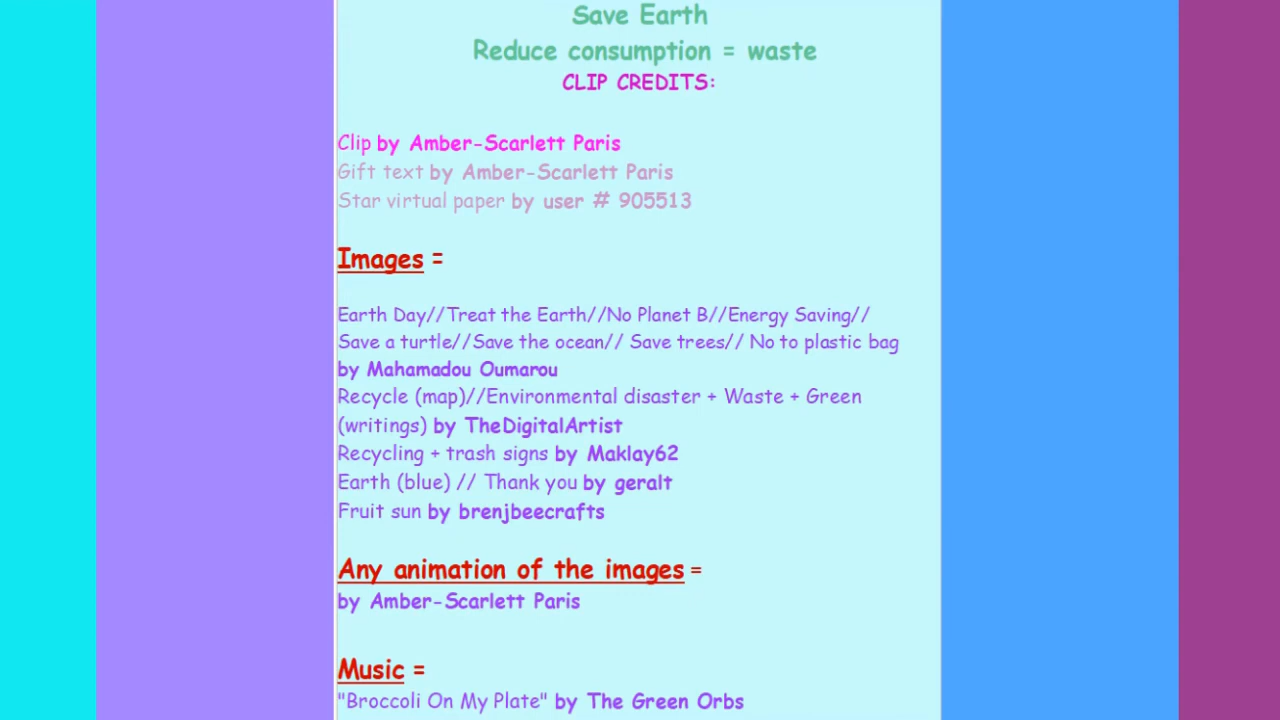 Save Earth
Reduce consumption = waste
CLIP CREDITS:
Clip by Amber-Scarlett Paris
Gift text by Amber-Scarlett Paris
Star virtual paper by user # 905513
Images =
Earth Day//Treat the Earth//No Planet B//Energy Saving//
Save a turtle//Save the ocean// Save trees// No to plastic bag
by Mahamadou Oumarou
Recycle (map)//Environmental disaster + Waste + Green
(writings) by TheDigitalArtist
Recycling + trash signs by Maklay62
Earth (blue) // Thank you by geralt
Fruit sun by brenjbeecrafts
Any animation of the images =
by Amber-Scarlett Paris
Music =
"Broccoli On My Plate" by The Green Orbs